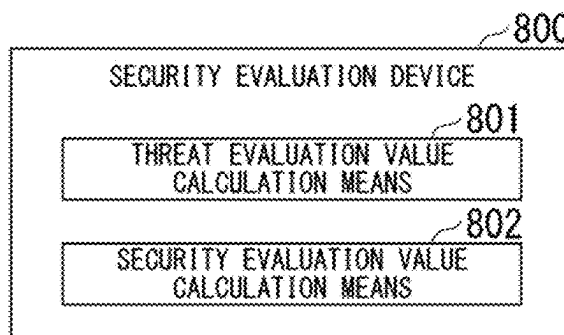 800
SECURITY EVALUATION DEVICE
801
THREAT EVALUATION VALUE
CALCULATION MEANS
802
SECURITY EVALUATION VALUE
CALCULATION MEANS